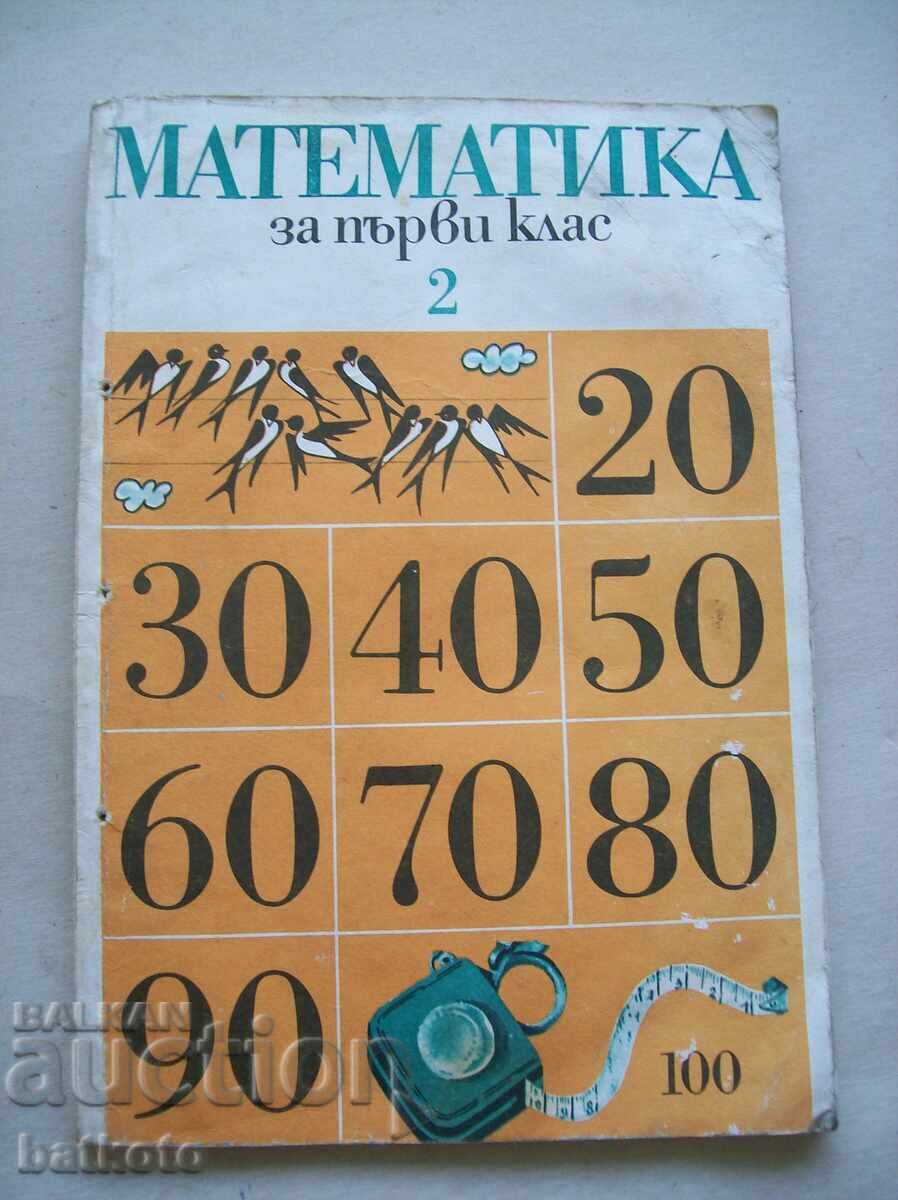 МАТЕМАТИКА
за първи клас
2
20
30 40 50
60 70 80
90
100
BALKAN
auction
batkoto